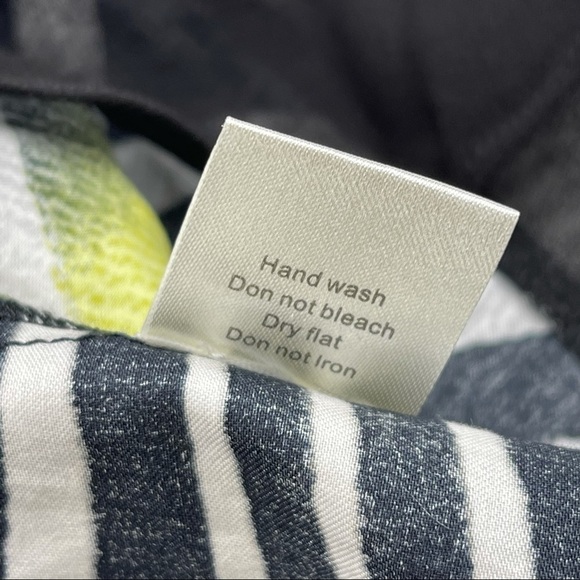 Hand wash
Don not bleach
Dry flat
Don not Iron